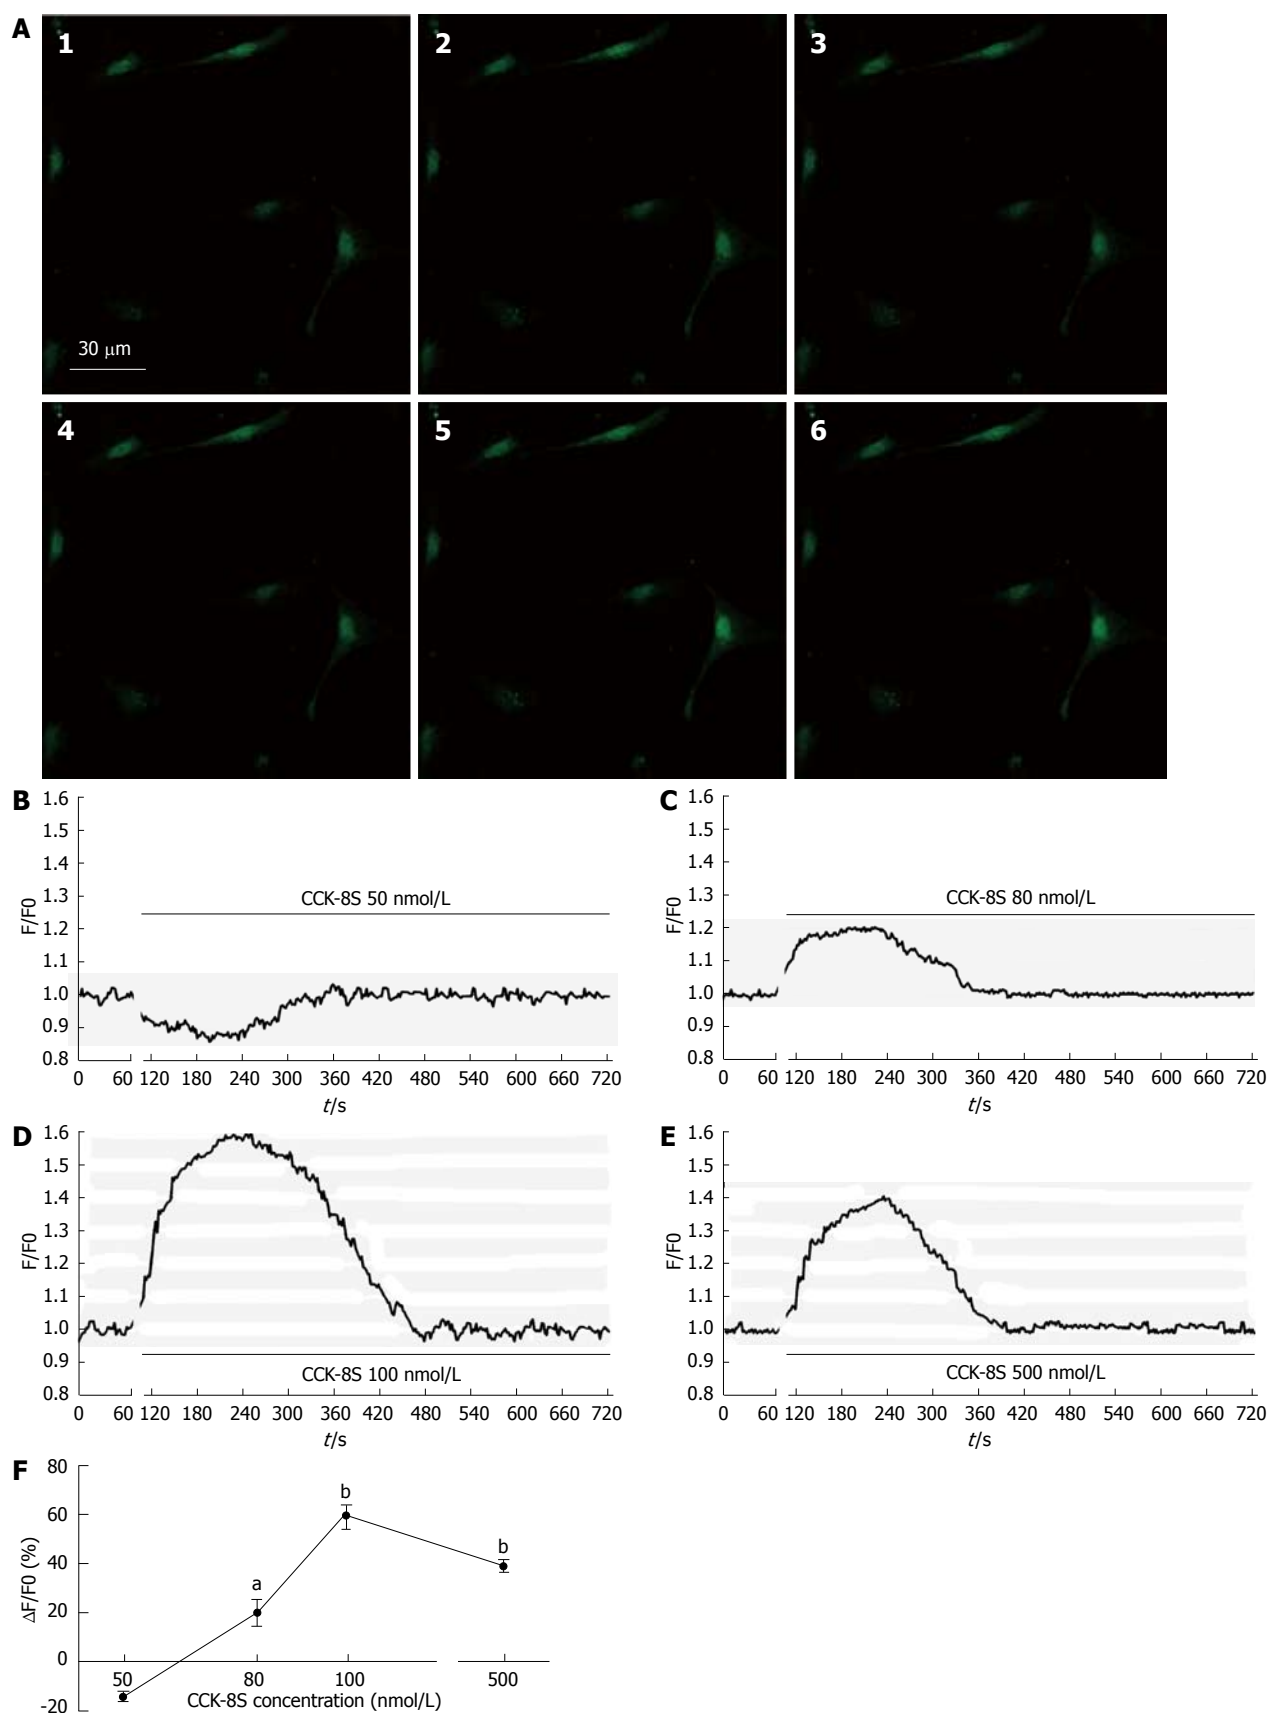 A
1
2
3
30 μm
4
5
6
B
1.6
1.5
1.4
1.3
1.2
1.1
1.0
0.9
0.8
F/F0
CCK-8S 50 nmol/L
0 60 120 180 240 300 360 420 480 540 600 660 720
t/s
C
1.6
1.5
1.4
1.3
1.2
1.1
1.0
0.9
0.8
F/F0
CCK-8S 80 nmol/L
0 60 120 180 240 300 360 420 480 540 600 660 720
t/s
D
1.6
1.5
1.4
1.3
1.2
1.1
1.0
0.9
0.8
F/F0
CCK-8S 100 nmol/L
0 60 120 180 240 300 360 420 480 540 600 660 720
t/s
E
1.6
1.5
1.4
1.3
1.2
1.1
1.0
0.9
0.8
F/F0
CCK-8S 500 nmol/L
0 60 120 180 240 300 360 420 480 540 600 660 720
t/s
F
80
60
40
20
0
-20
ΔF/F0 (%)
a
b
b
50 80 100 500
CCK-8S concentration (nmol/L)